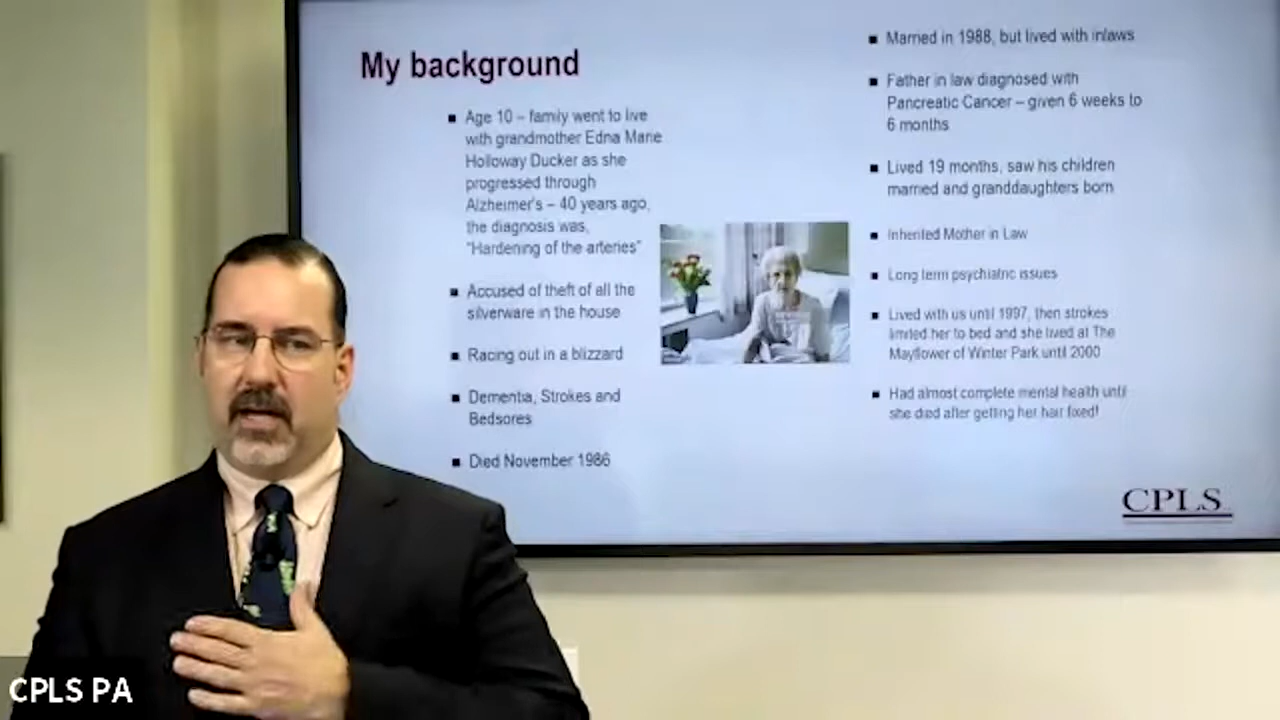 My background
Age 10 – family went to live
with grandmother Edna Marie
Holloway Ducker as she
progressed through
Alzheimer's – 40 years ago,
the diagnosis was,
"Hardening of the arteries"
Accused of theft of all the
silverware in the house
Racing out in a blizzard
Dementia, Strokes and
Bedsores
Died November 1986
Married in 1988, but lived with inlaws
Father in law diagnosed with
Pancreatic Cancer – given 6 weeks to
6 months
Lived 19 months, saw his children
married and granddaughters born
Inherited Mother in Law
Long term psychiatric issues
Lived with us until 1997, then strokes
limited her to bed and she lived at The
Mayflower of Winter Park until 2000
Had almost complete mental health until
she died after getting her hair fixed!
CPLS
CPLS PA